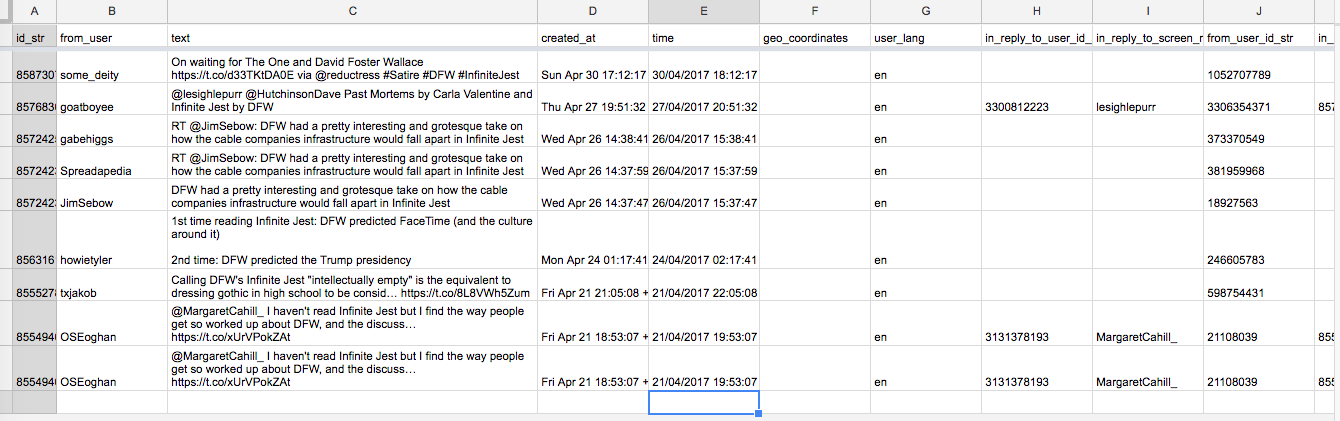 A B C D E F G H I J
id_str from_user text created_at time geo_coordinates user_lang in_reply_to_user_id_ in_reply_to_screen_r from_user_id_str in_
On waiting for The One and David Foster Wallace
858730 some_deity https://t.co/d33TKtDA0E via @reductress #Satire #DFW #InfiniteJest Sun Apr 30 17:12:17 30/04/2017 18:12:17 en 1052707789
@lesighlepurr @HutchinsonDave Past Mortems by Carla Valentine and
857683 goatboyee Infinite Jest by DFW Thu Apr 27 19:51:32 27/04/2017 20:51:32 en 3300812223 lesighlepurr 3306354371 857
RT @JimSebow: DFW had a pretty interesting and grotesque take on
857242 gabehiggs how the cable companies infrastructure would fall apart in Infinite Jest Wed Apr 26 14:38:41 26/04/2017 15:38:41 en 373370549
RT @JimSebow: DFW had a pretty interesting and grotesque take on
857242 Spreadapedia how the cable companies infrastructure would fall apart in Infinite Jest Wed Apr 26 14:37:59 26/04/2017 15:37:59 en 381959968
DFW had a pretty interesting and grotesque take on how the cable
857242 JimSebow companies infrastructure would fall apart in Infinite Jest Wed Apr 26 14:37:47 26/04/2017 15:37:47 en 18927563
1st time reading Infinite Jest: DFW predicted FaceTime (and the culture
around it)
856316 howietyler 2nd time: DFW predicted the Trump presidency Mon Apr 24 01:17:41 24/04/2017 02:17:41 en 246605783
Calling DFW's Infinite Jest "intellectually empty" is the equivalent to
855527 txjakob dressing gothic in high school to be consid… https://t.co/8L8VWh5Zum Fri Apr 21 21:05:08 + 21/04/2017 22:05:08 en 598754431
@MargaretCahill_ I haven't read Infinite Jest but I find the way people
get so worked up about DFW, and the discuss…
855494 OSEoghan https://t.co/xUrVPokZAt Fri Apr 21 18:53:07 + 21/04/2017 19:53:07 en 3131378193 MargaretCahill_ 21108039 855
@MargaretCahill_ I haven't read Infinite Jest but I find the way people
get so worked up about DFW, and the discuss…
855494 OSEoghan https://t.co/xUrVPokZAt Fri Apr 21 18:53:07 + 21/04/2017 19:53:07 en 3131378193 MargaretCahill_ 21108039 855